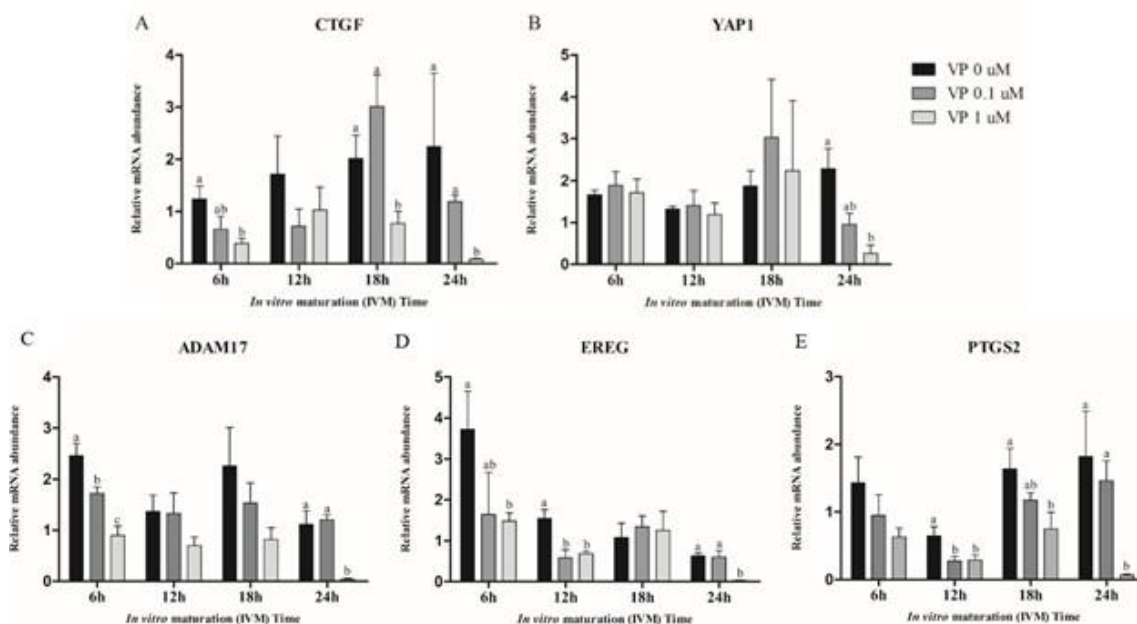 A
CTGF
Relative mRNA abundance
4
3
2
1
0
a
ab
b
a
a
b
a
a
b
6h
12h
18h
24h
In vitro maturation (IVM) Time
B
YAP1
Relative mRNA abundance
5
4
3
2
1
0
a
ab
b
6h
12h
18h
24h
In vitro maturation (IVM) Time
VP 0 uM
VP 0.1 uM
VP 1 uM
C
ADAM17
Relative mRNA abundance
4
3
2
1
0
a
b
c
a
a
b
6h
12h
18h
24h
In vitro maturation (IVM) Time
D
EREG
Relative mRNA abundance
5
4
3
2
1
0
a
ab
b
a
b
b
a
a
b
6h
12h
18h
24h
In vitro maturation (IVM) Time
E
PTGS2
Relative mRNA abundance
3
2
1
0
a
b
b
a
ab
b
a
a
b
6h
12h
18h
24h
In vitro maturation (IVM) Time